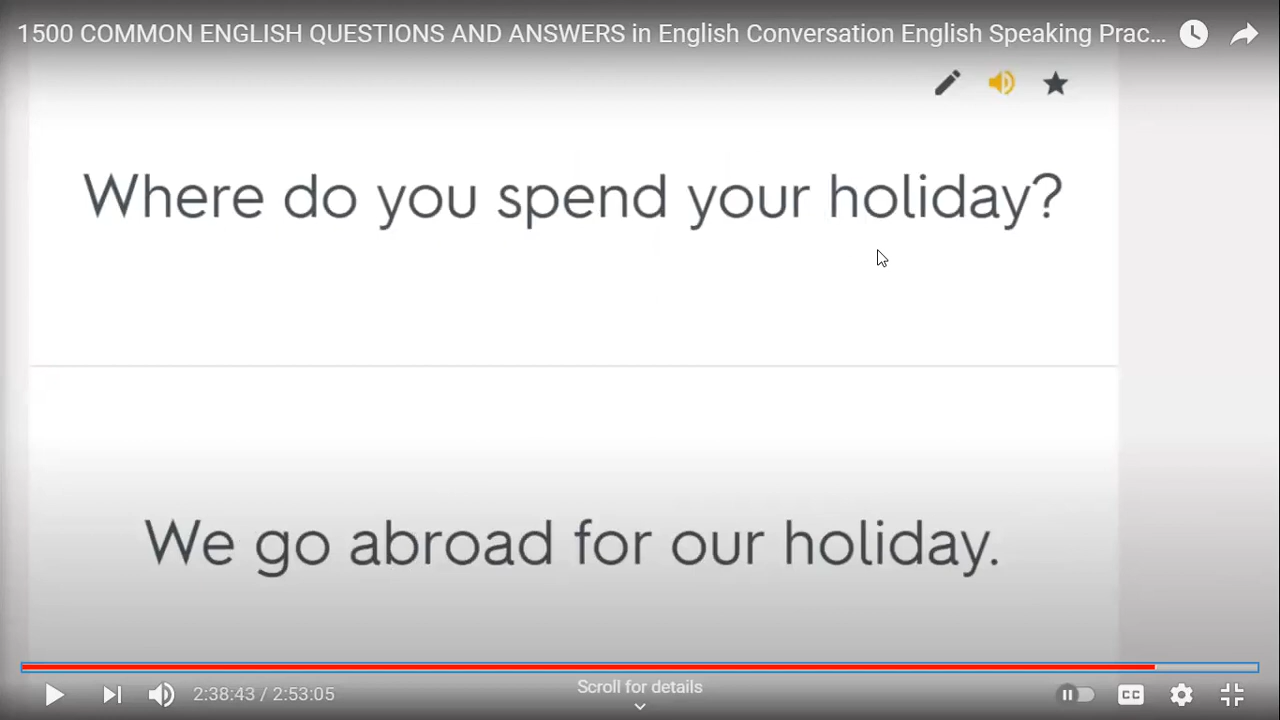 1500 COMMON ENGLISH QUESTIONS AND ANSWERS in English Conversation English Speaking Prac...
Where do you spend your holiday?
We go abroad for our holiday.
Scroll for details
2:38:43 / 2:53:05
CC